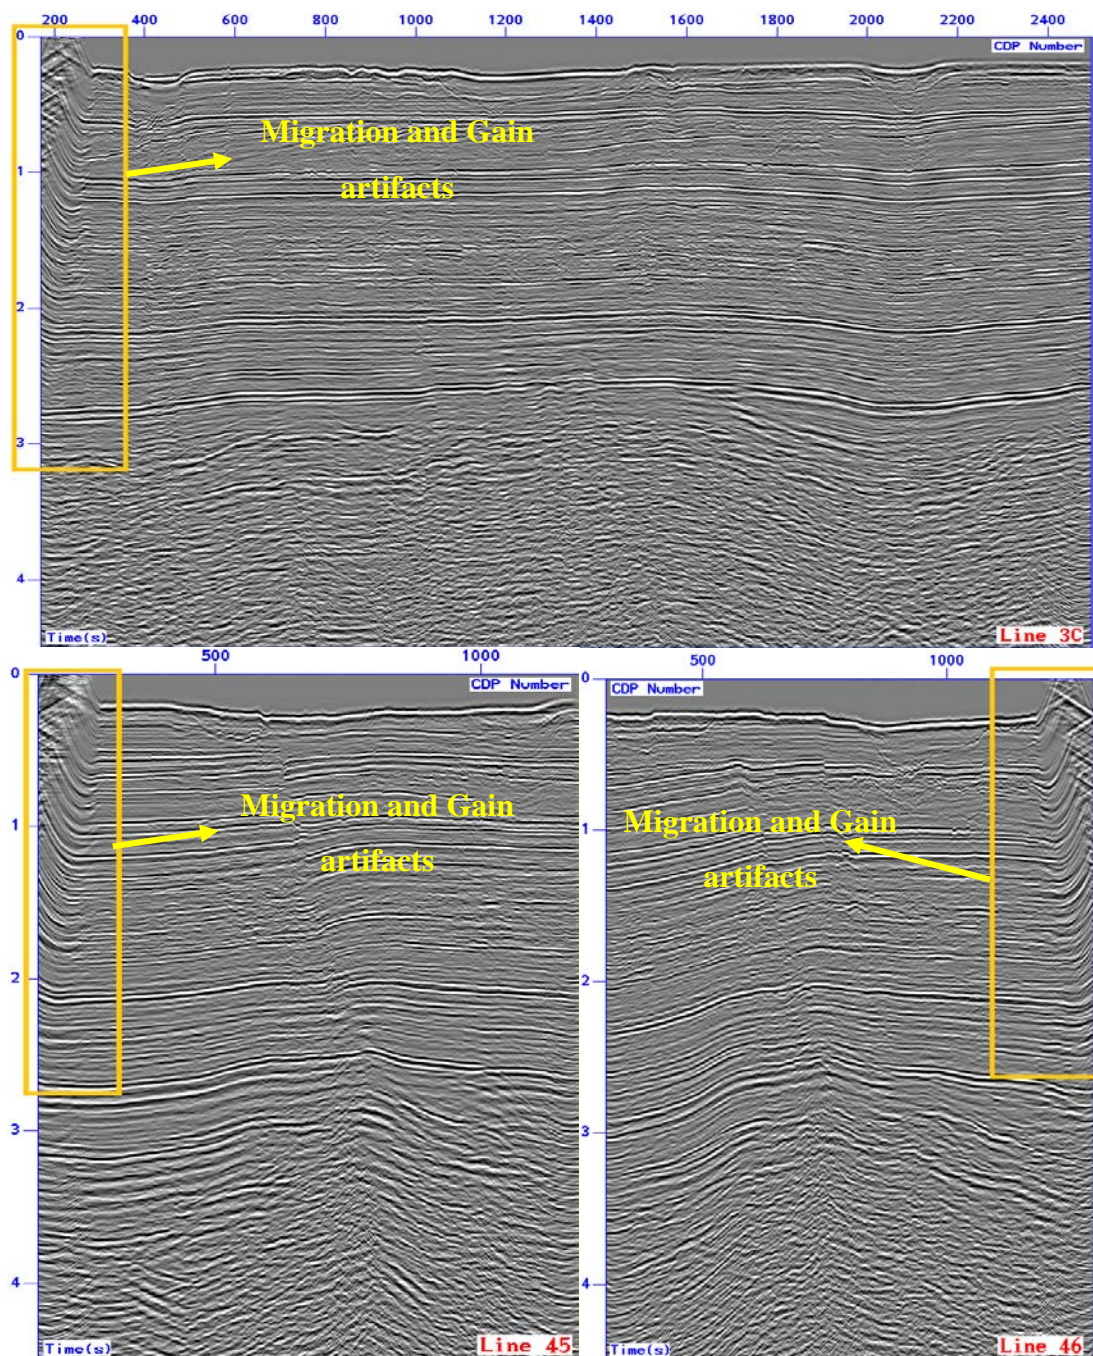 200 400 600 800 1000 1200 1400 1600 1800 2000 2200 2400
0
CDP Number
Migration and Gain
artifacts
1
2
3
4
Time(s)
Line 3C
500 1000
0
CDP Number
Migration and Gain
artifacts
1
2
3
4
Time(s)
Line 45
500 1000
0
CDP Number
Migration and Gain
artifacts
1
2
3
4
Time(s)
Line 46